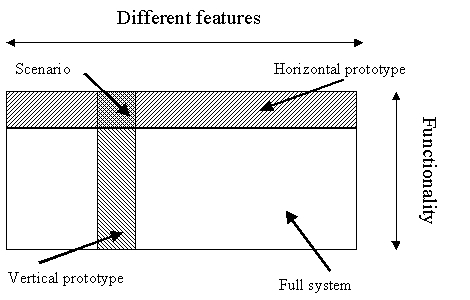 Different features
Scenario
Horizontal prototype
Functionality
Vertical prototype
Full system